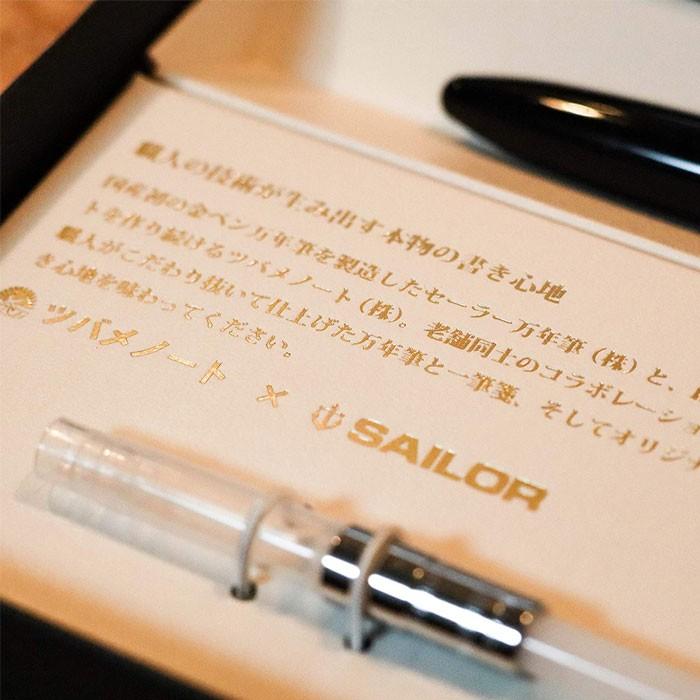 職人の技術が生み出す本物の書き心地
国産初の金ペン万年筆を製造したセーラー万年筆(株)と、
トを作り続けるツバメノート(株)。老舗同士のコラボレーショ
職人がこだわり抜いて仕上げた万年筆と一筆箋、そしてオリジ
き心地を味わってください。
ツバメノート × SAILOR